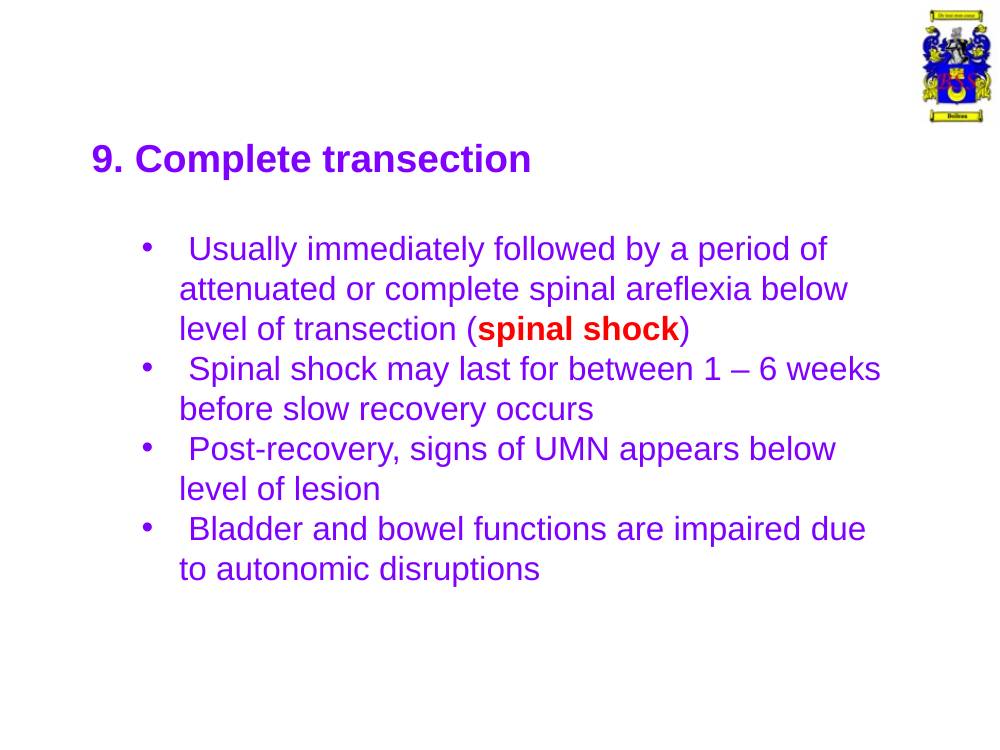 9. Complete transection
• Usually immediately followed by a period of
attenuated or complete spinal areflexia below
level of transection (spinal shock)
• Spinal shock may last for between 1 – 6 weeks
before slow recovery occurs
• Post-recovery, signs of UMN appears below
level of lesion
• Bladder and bowel functions are impaired due
to autonomic disruptions